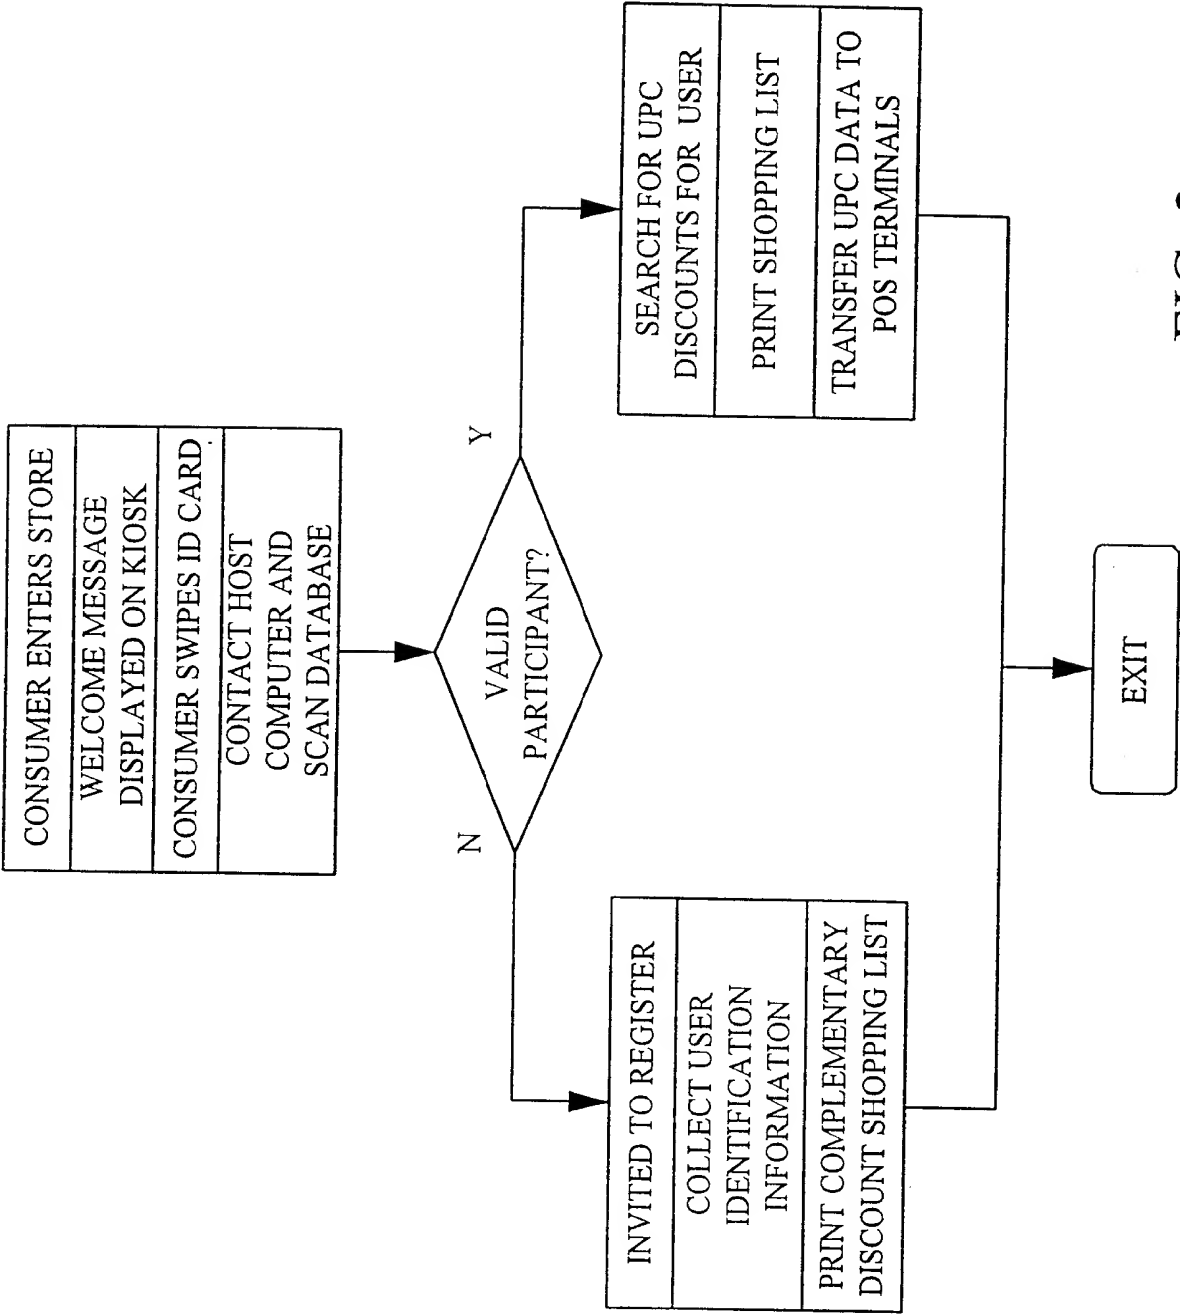 CONSUMER ENTERS STORE
WELCOME MESSAGE
DISPLAYED ON KIOSK
CONSUMER SWIPES ID CARD
CONTACT HOST
COMPUTER AND
SCAN DATABASE
VALID
PARTICIPANT?
N
Y
INVITED TO REGISTER
COLLECT USER
IDENTIFICATION
INFORMATION
PRINT COMPLEMENTARY
DISCOUNT SHOPPING LIST
SEARCH FOR UPC
DISCOUNTS FOR USER
PRINT SHOPPING LIST
TRANSFER UPC DATA TO
POS TERMINALS
EXIT